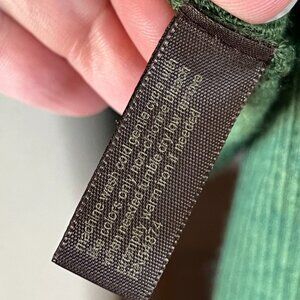 machine wash cold gentle cycle with
like colors only / non-chlorine bleach
when needed / tumble dry low / remove
promptly / warm iron if needed